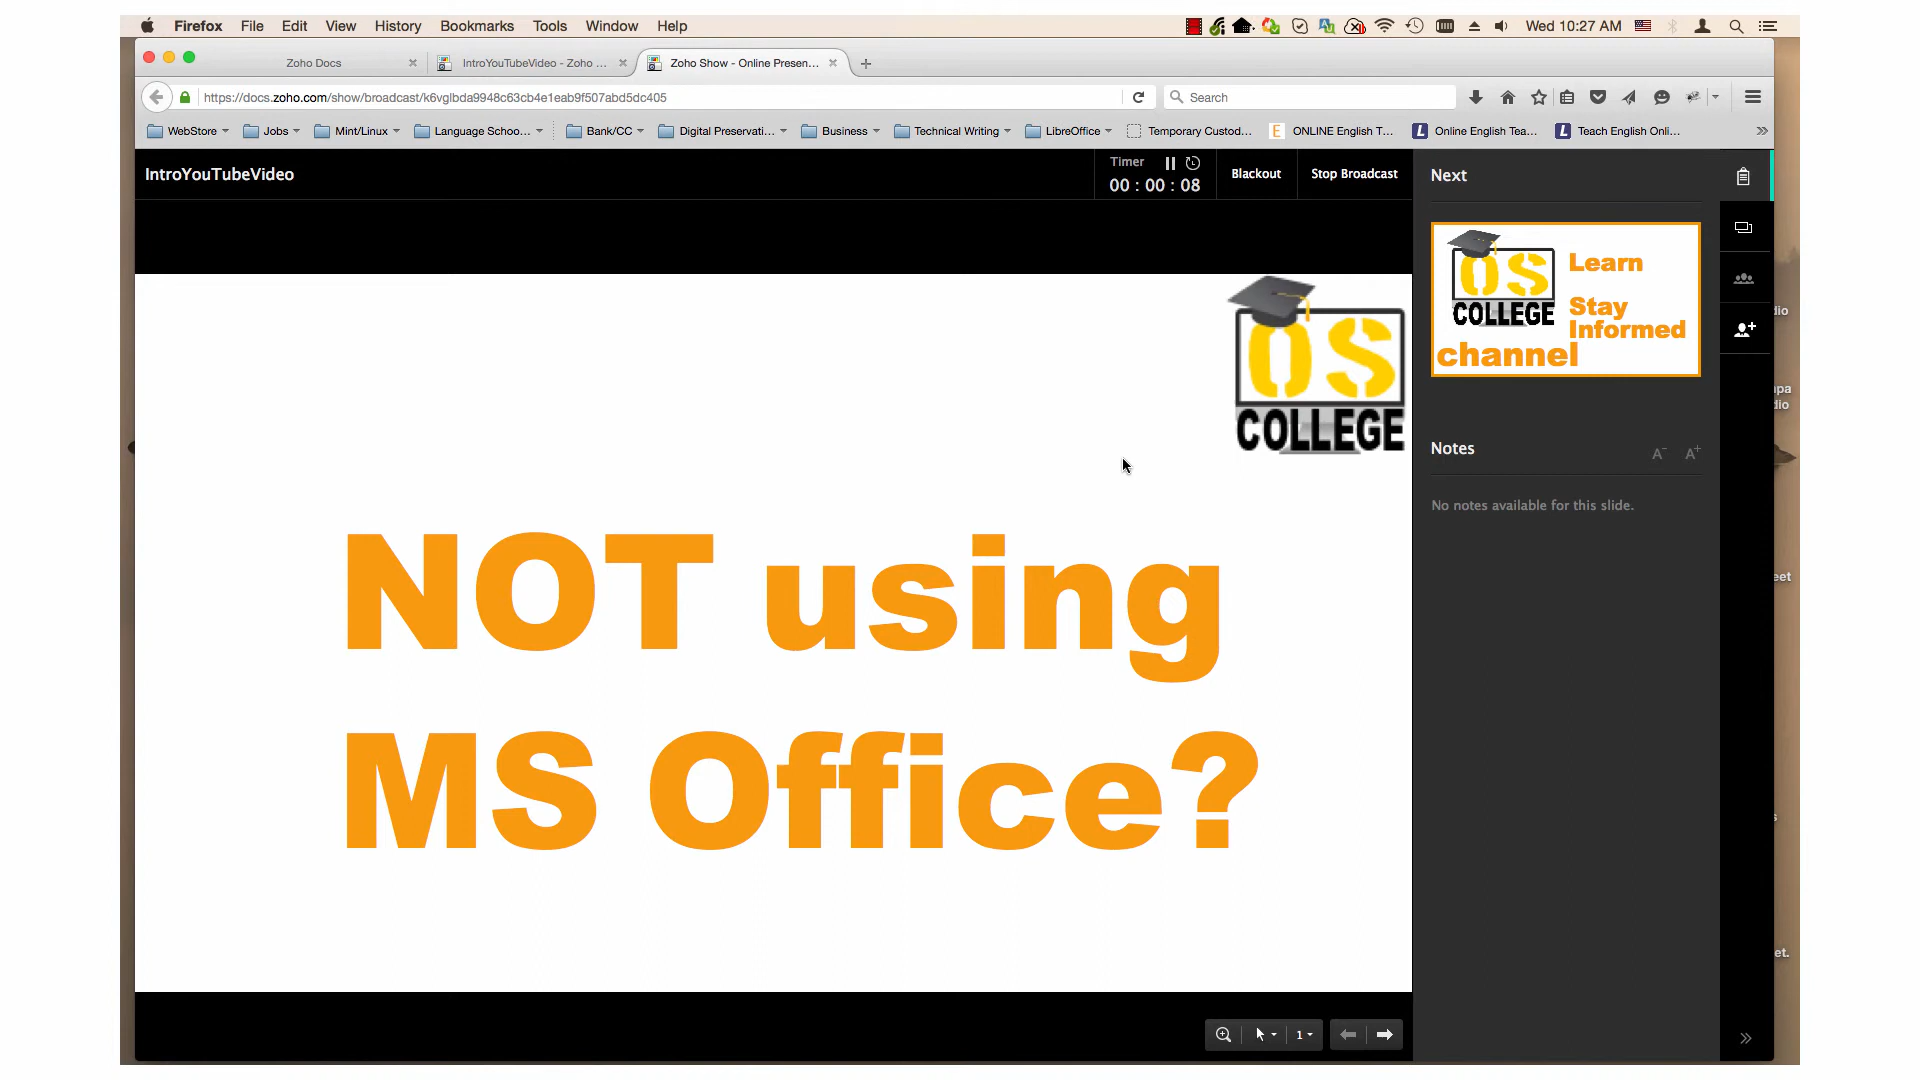 Firefox File Edit View History Bookmarks Tools Window Help Wed 10:27 AM
Zoho Docs IntroYouTubeVideo - Zoho ... Zoho Show - Online Presen...
https://docs.zoho.com/show/broadcast/k6vglbda9948c63cb4e1eab9f507abd5dc405 Search
WebStore Jobs Mint/Linux Language Schoo... Bank/CC Digital Preservati... Business Technical Writing LibreOffice Temporary Custod... ONLINE English T... Online English Tea... Teach English Onli...
IntroYouTubeVideo
Timer
00 : 00 : 08
Blackout
Stop Broadcast
Next
OS
COLLEGE
Learn
Stay
Informed
channel
OS
COLLEGE
NOT using
MS Office?
Notes
A- A+
No notes available for this slide.
1
dio
dio
eet
et.